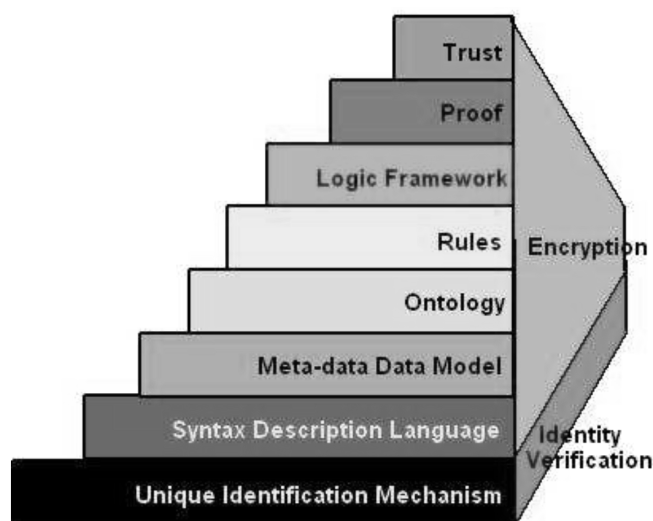 Trust
Proof
Logic Framework
Rules
Encryption
Ontology
Meta-data Data Model
Syntax Description Language
Identity
Verification
Unique Identification Mechanism